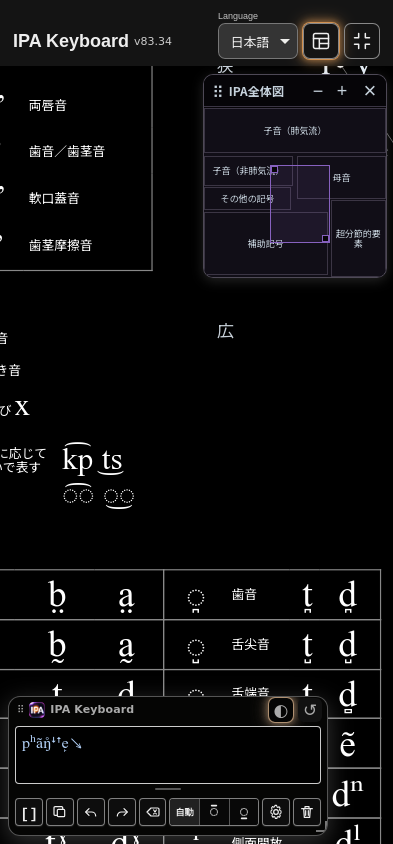 Language
IPA Keyboard v83.34
日本語
IPA全体図
子音（肺気流）
子音（非肺気流）
母音
その他の記号
補助記号
超分節的要素
両唇音
歯音／歯茎音
軟口蓋音
歯茎摩擦音
広
音
き音
び x
に応じて
いで表す
k͡p t͜s
◌͡◌ ◌͜◌
b̤ a̤ ◌̪ 歯音 t̪ d̪
b̰ a̰ ◌̺ 舌尖音 t̺ d̺
舌端音 d̻
ẽ
dⁿ
側面開放 dˡ
IPA Keyboard
[ ]
自動